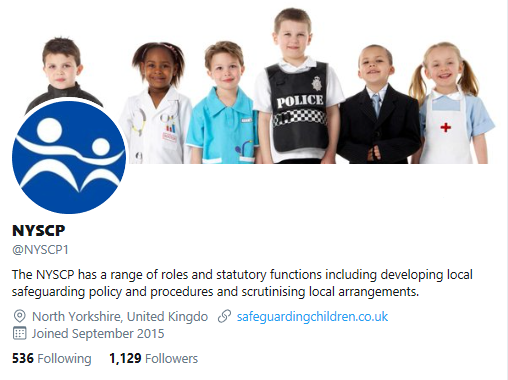 POLICE
NYSCP
@NYSCP1
The NYSCP has a range of roles and statutory functions including developing local
safeguarding policy and procedures and scrutinising local arrangements.
North Yorkshire, United Kingdo safeguardingchildren.co.uk
Joined September 2015
536 Following 1,129 Followers